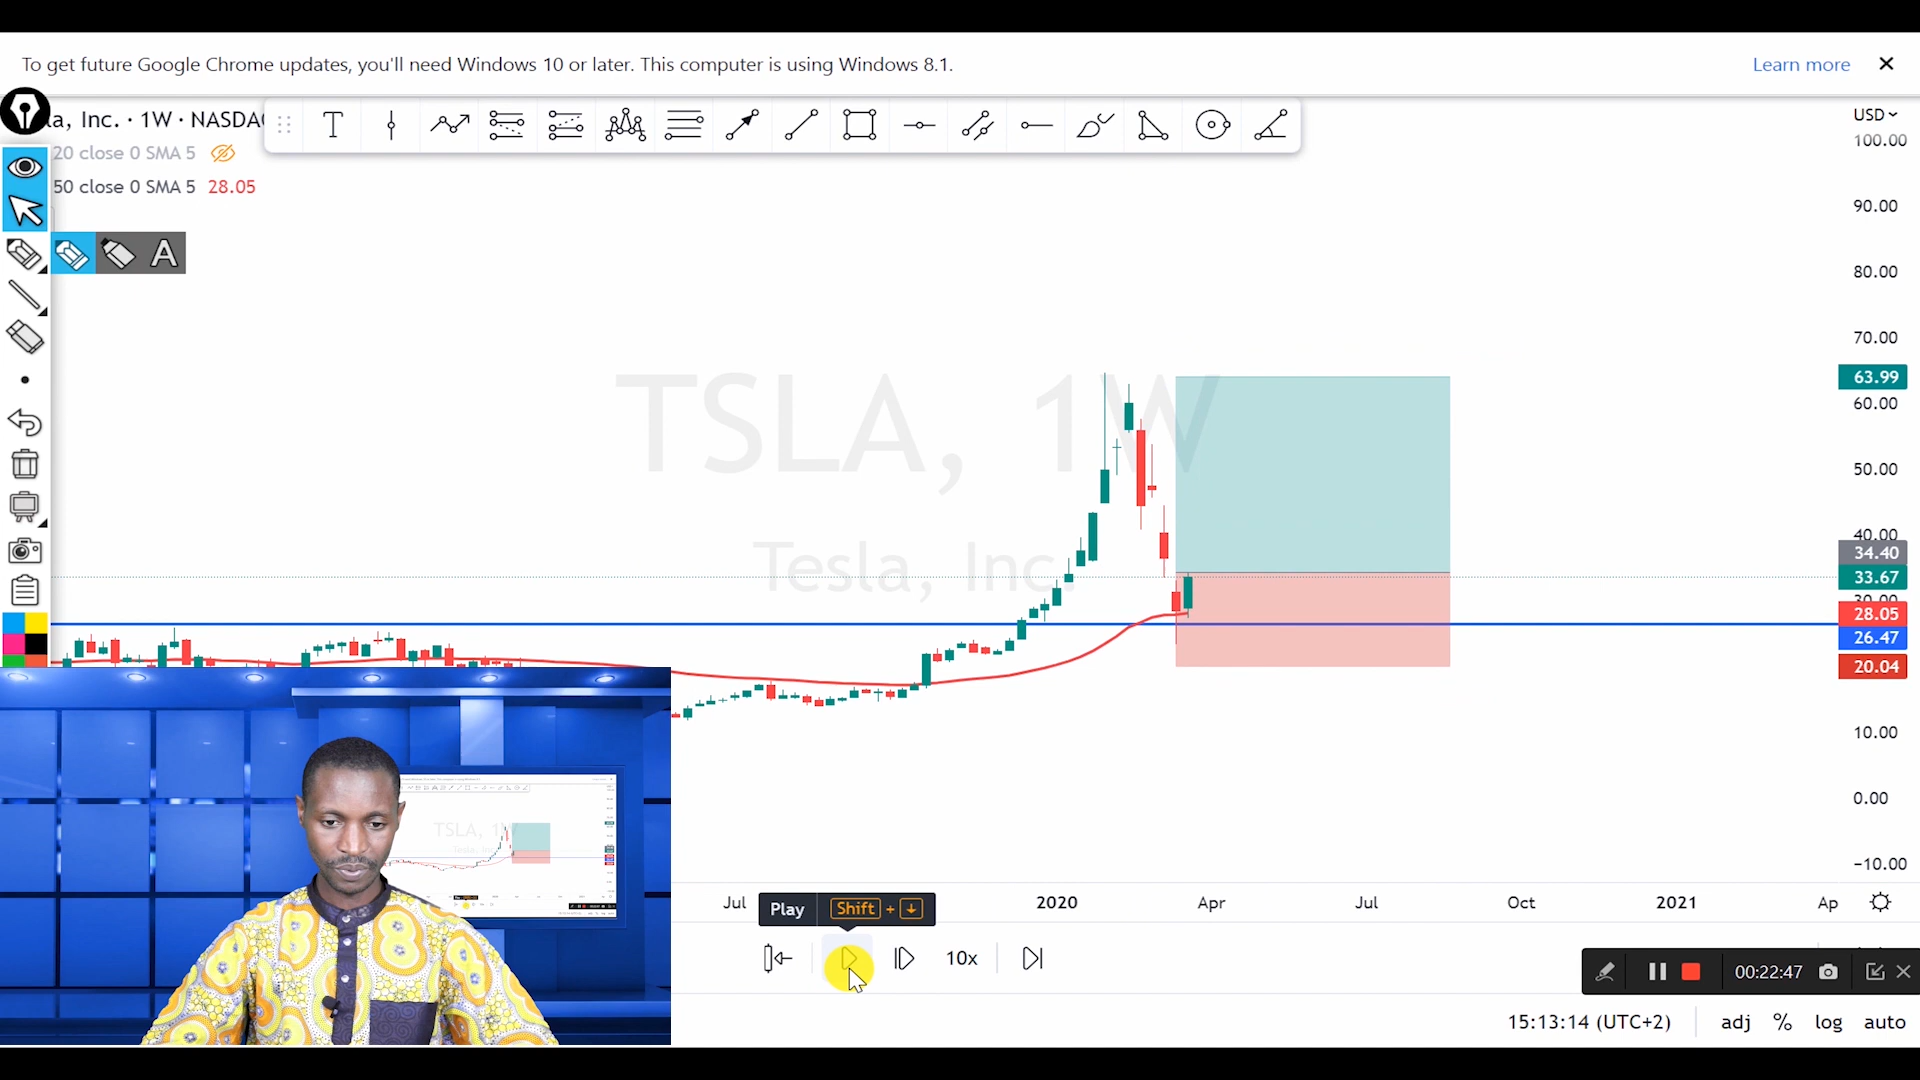 To get future Google Chrome updates, you'll need Windows 10 or later. This computer is using Windows 8.1.
Learn more
la, Inc. · 1W · NASDA
T
USD
20 close 0 SMA 5
50 close 0 SMA 5 28.05
A
100.00
90.00
80.00
70.00
63.99
60.00
50.00
40.00
34.40
33.67
30.00
28.05
26.47
20.04
10.00
0.00
−10.00
TSLA, 1W
Tesla, Inc.
TSLA, 1W
Jul
2020
Apr
Jul
Oct
2021
Ap
Play Shift + ↓
10x
00:22:47
15:13:14 (UTC+2)
adj % log auto